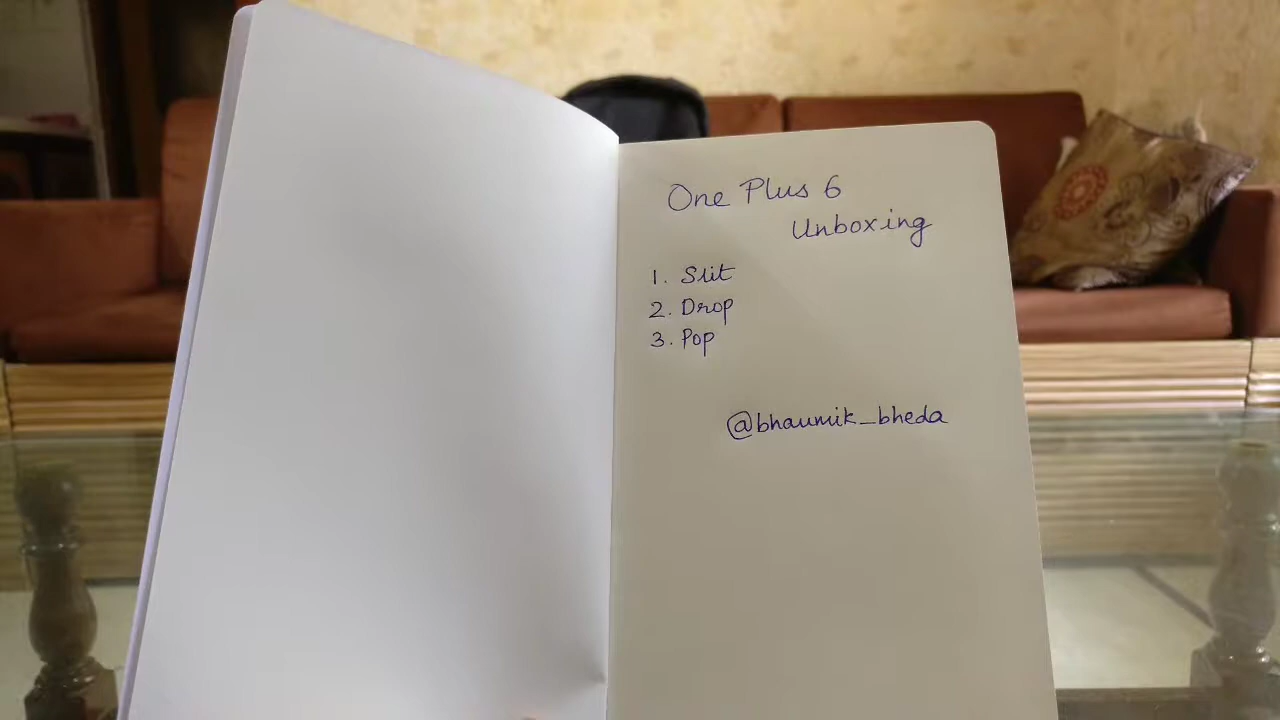 One Plus 6
Unboxing
1. Slit
2. Drop
3. Pop
@bhaumik_bheda